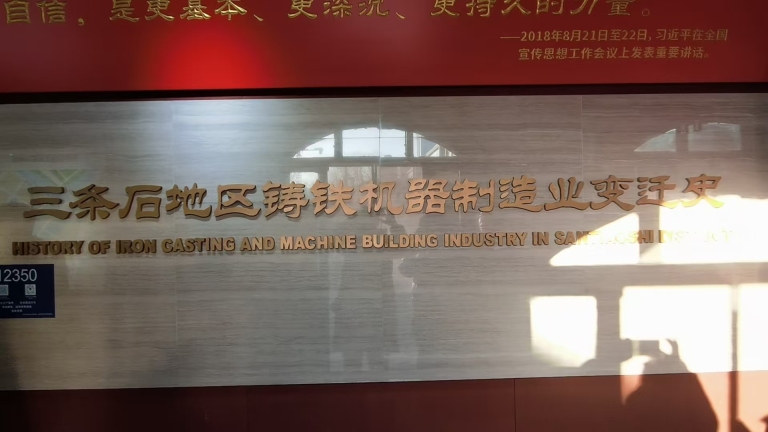 自信，是更基本、更深沉、更持久的力量。
——2018年8月21日至22日，习近平在全国
宣传思想工作会议上发表重要讲话。
三条石地区铸铁机器制造业变迁史
HISTORY OF IRON CASTING AND MACHINE BUILDING INDUSTRY IN
12350